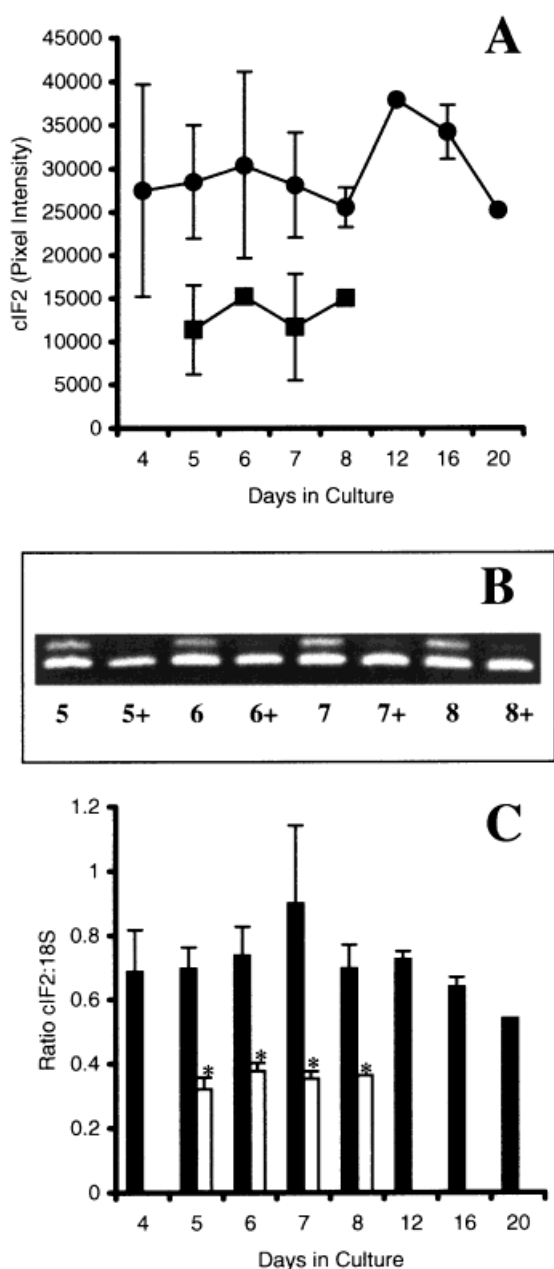 A
45000
40000
35000
30000
25000
20000
15000
10000
5000
0
cIF2 (Pixel Intensity)
4 5 6 7 8 12 16 20
Days in Culture
B
5 5+ 6 6+ 7 7+ 8 8+
C
1.2
1
0.8
0.6
0.4
0.2
0
Ratio cIF2:18S
* * * *
4 5 6 7 8 12 16 20
Days in Culture